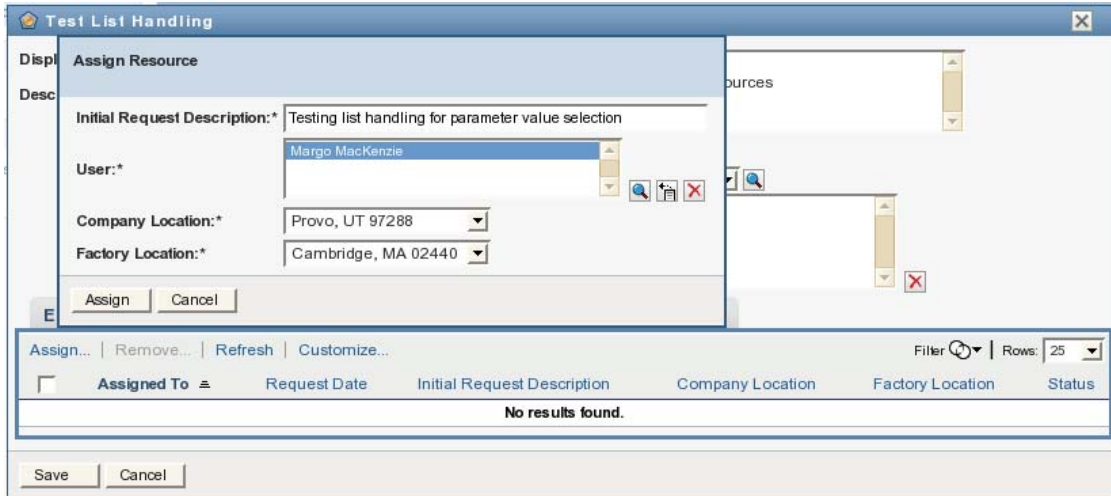 Test List Handling
Displ
Desc
Assign Resource
ources
Initial Request Description:* Testing list handling for parameter value selection
User:* Margo MacKenzie
Company Location:* Provo, UT 97288
Factory Location:* Cambridge, MA 02440
Assign Cancel
E
Assign... | Remove... | Refresh | Customize... Filter | Rows: 25
Assigned To Request Date Initial Request Description Company Location Factory Location Status
No results found.
Save Cancel